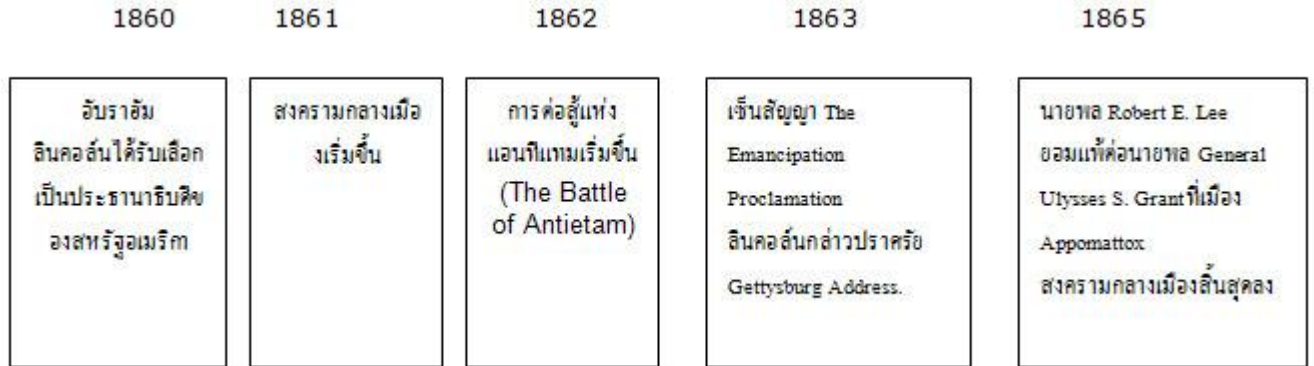 1860 1861 1862 1863 1865
อับราฮัม
ลินคอล์นได้รับเลือก
เป็นประธานาธิบดีข
องสหรัฐอเมริกา
สงครามกลางเมือ
งเริ่มขึ้น
การต่อสู้แห่ง
แอนทีแทมเริ่มขึ้น
(The Battle
of Antietam)
เซ็นสัญญา The
Emancipation
Proclamation
ลินคอล์นกล่าวปราศรัย
Gettysburg Address.
นายพล Robert E. Lee
ยอมแพ้ต่อนายพล General
Ulysses S. Grantที่เมือง
Appomattox
สงครามกลางเมืองสิ้นสุดลง